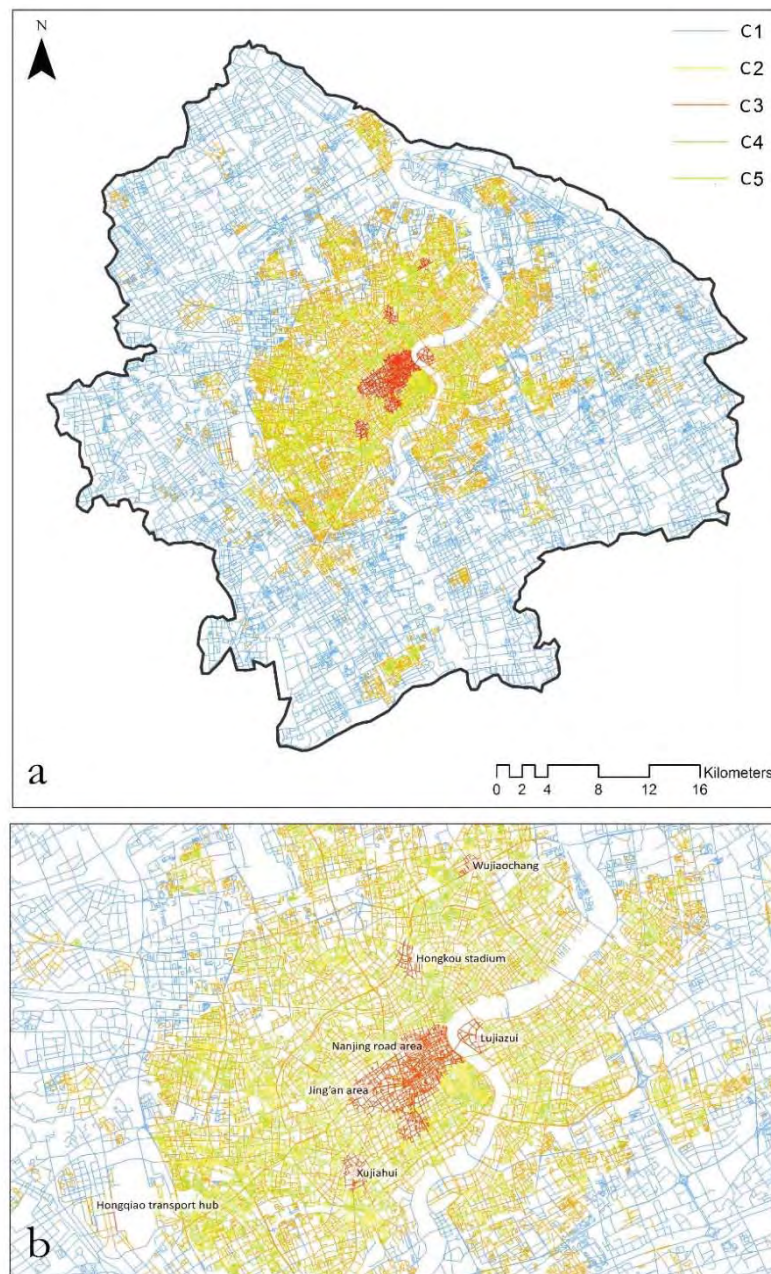 N
C1
C2
C3
C4
C5
a
Kilometers
0 2 4 8 12 16
Wujiaochang
Hongkou stadium
Nanjing road area
Lujiazui
Jing'an area
Xujiahui
Hongqiao transport hub
b